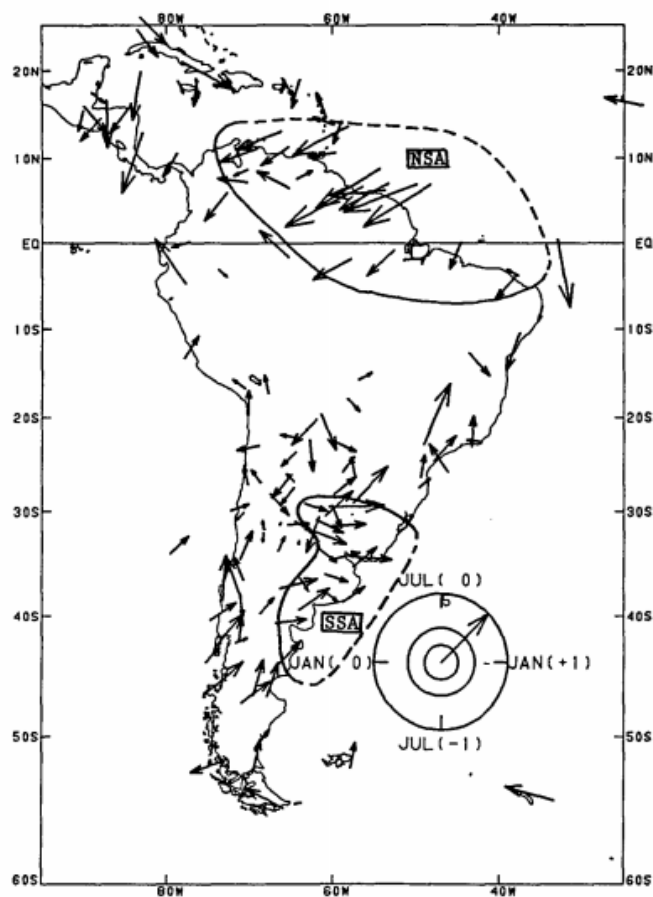 80W 60W 40W
20N 20N
10N NSA 10N
EQ EQ
10S 10S
20S 20S
30S 30S
JUL( 0)
40S SSA 40S
JAN( 0) JAN(+1)
JUL(-1)
50S 50S
60S 60S
80W 60W 40W